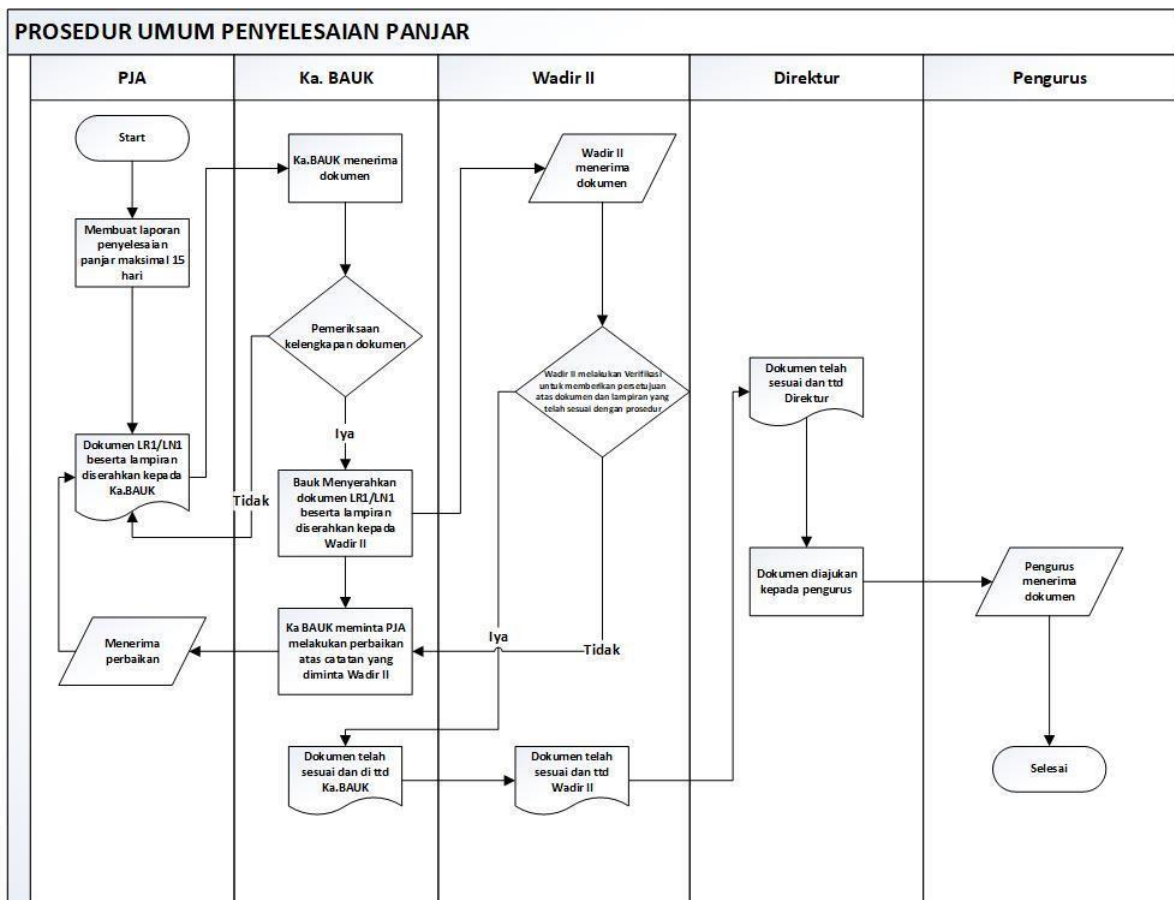 PROSEDUR UMUM PENYELESAIAN PANJAR
PJA
Ka. BAUK
Wadir II
Direktur
Pengurus
Start
Membuat laporan
penyelesaian
panjar maksimal 15
hari
Dokumen LR1/LN1
beserta lampiran
diserahkan kepada
Ka.BAUK
Menerima
perbaikan
Ka.BAUK menerima
dokumen
Pemeriksaan
kelengkapan dokumen
Iya
Tidak
Bauk Menyerahkan
dokumen LR1/LN1
beserta lampiran
diserahkan kepada
Wadir II
Ka BAUK meminta PJA
melakukan perbaikan
atas catatan yang
diminta Wadir II
Dokumen telah
sesuai dan di ttd
Ka.BAUK
Wadir II
menerima
dokumen
Wadir II melakukan Verifikasi
untuk memberikan persetujuan
atas dokumen dan lampiran yang
telah sesuai dengan prosedur
Iya
Tidak
Dokumen telah
sesuai dan ttd
Wadir II
Dokumen telah
sesuai dan ttd
Direktur
Dokumen diajukan
kepada pengurus
Pengurus
menerima
dokumen
Selesai